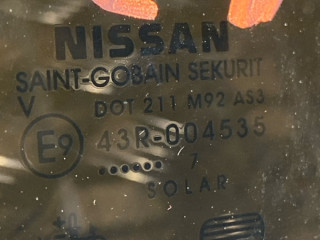 NISSAN
SAINT-GOBAIN SEKURIT
V DOT 211 M92 AS3
E9 43R-004535
•••••• 7
SOLAR